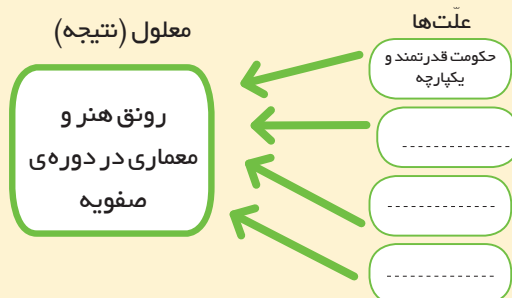 علّت‌ها
حکومت قدرتمند و
یکپارچه
--------------
--------------
--------------
معلول (نتیجه)
رونق هنر و
معماری در دوره‌ی
صفویه